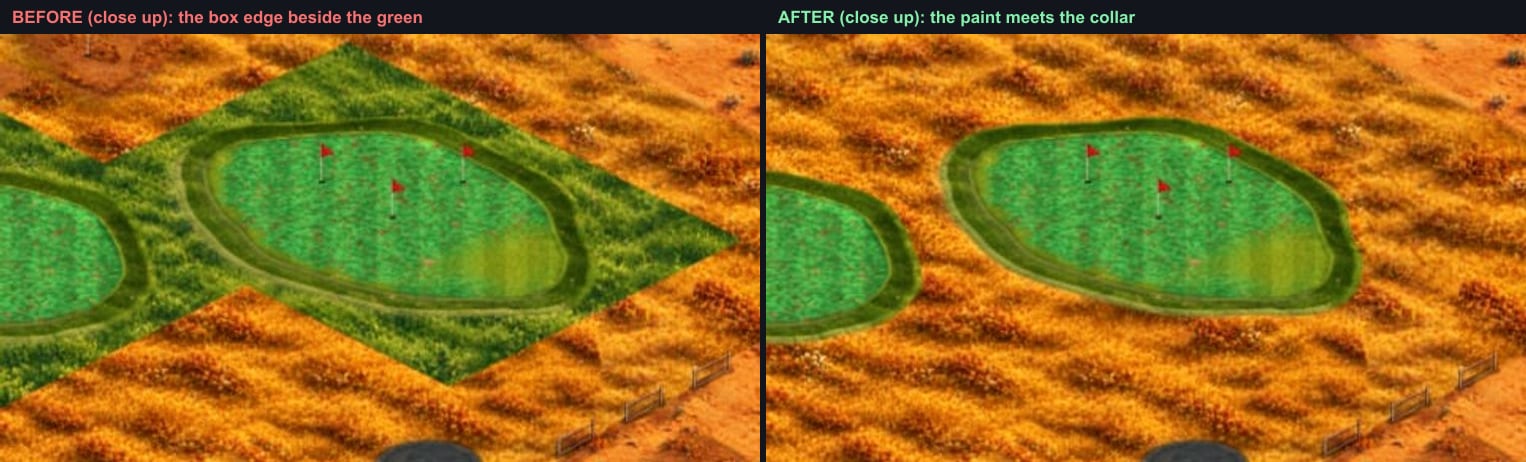 BEFORE (close up): the box edge beside the green
AFTER (close up): the paint meets the collar